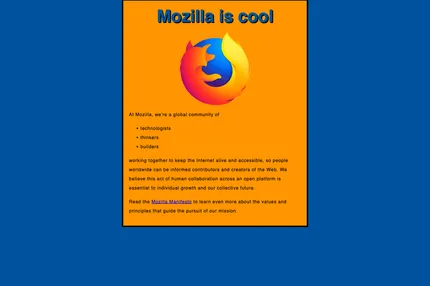 Mozilla is cool
At Mozilla, we're a global community of
• technologists
• thinkers
• builders
working together to keep the Internet alive and accessible, so people
worldwide can be informed contributors and creators of the Web. We
believe this act of human collaboration across an open platform is
essential to individual growth and our collective future.
Read the Mozilla Manifesto to learn even more about the values and
principles that guide the pursuit of our mission.